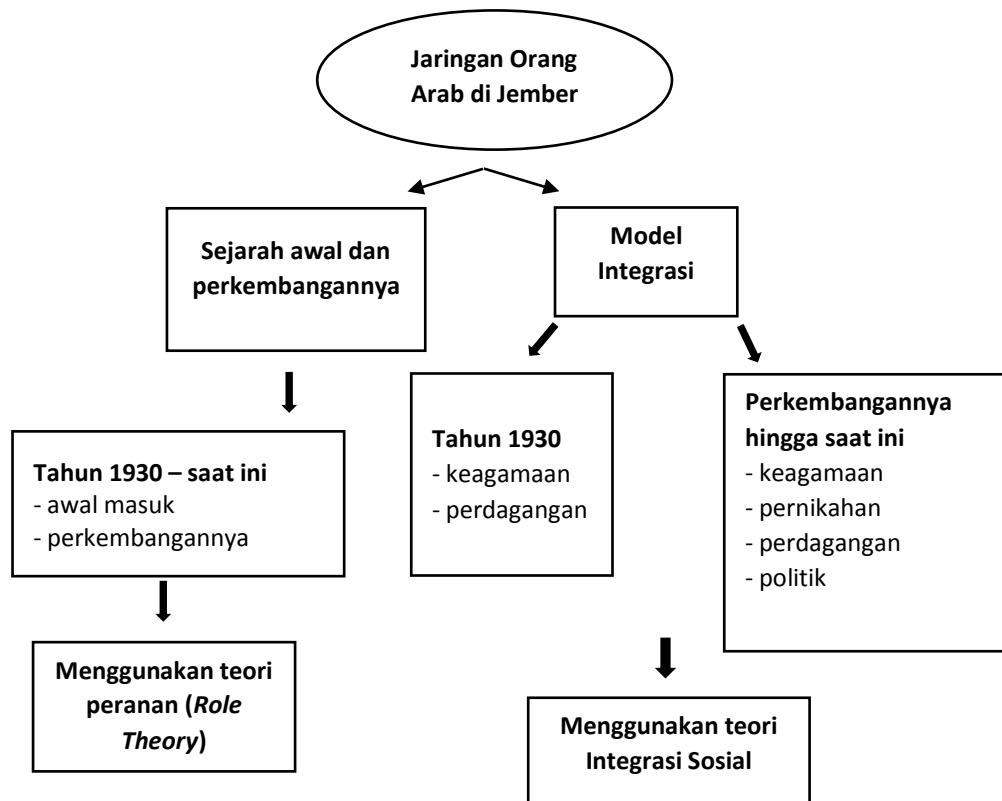 Jaringan Orang
Arab di Jember
Sejarah awal dan
perkembangannya
Model
Integrasi
Tahun 1930 – saat ini
- awal masuk
- perkembangannya
Tahun 1930
- keagamaan
- perdagangan
Perkembangannya
hingga saat ini
- keagamaan
- pernikahan
- perdagangan
- politik
Menggunakan teori
peranan (Role
Theory)
Menggunakan teori
Integrasi Sosial